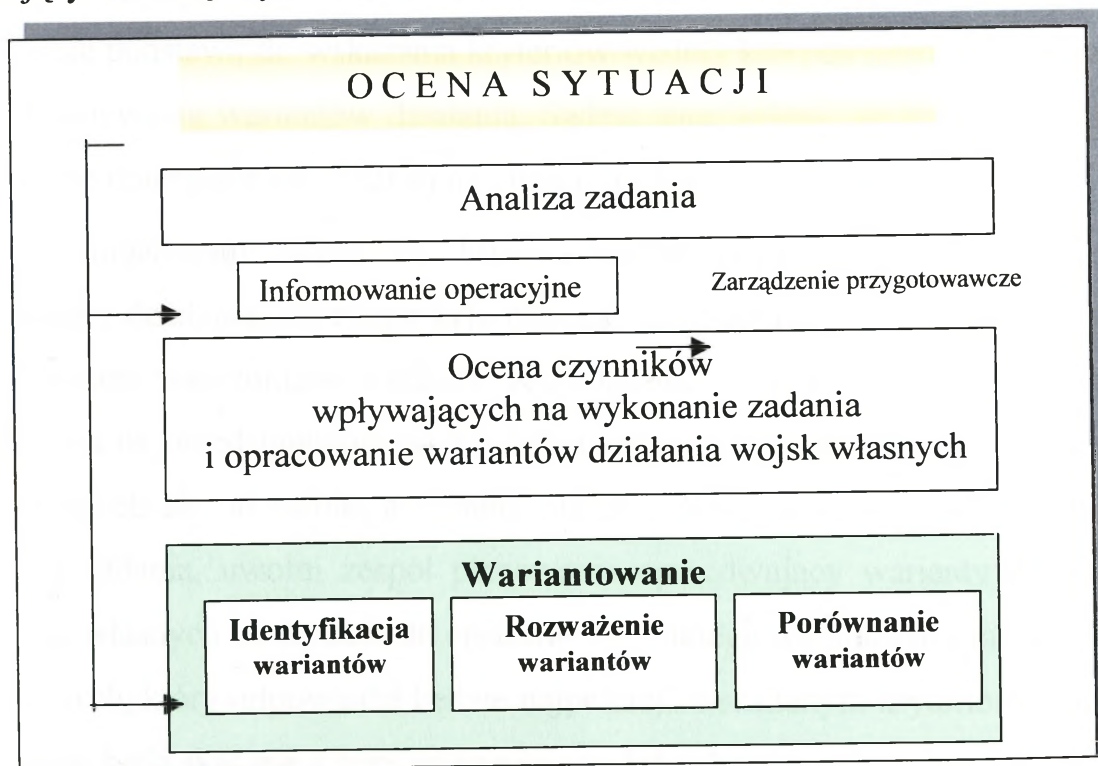 OCENA SYTUACJI
Analiza zadania
Informowanie operacyjne
Zarządzenie przygotowawcze
Ocena czynników
wpływających na wykonanie zadania
i opracowanie wariantów działania wojsk własnych
Wariantowanie
Identyfikacja
wariantów
Rozważenie
wariantów
Porównanie
wariantów